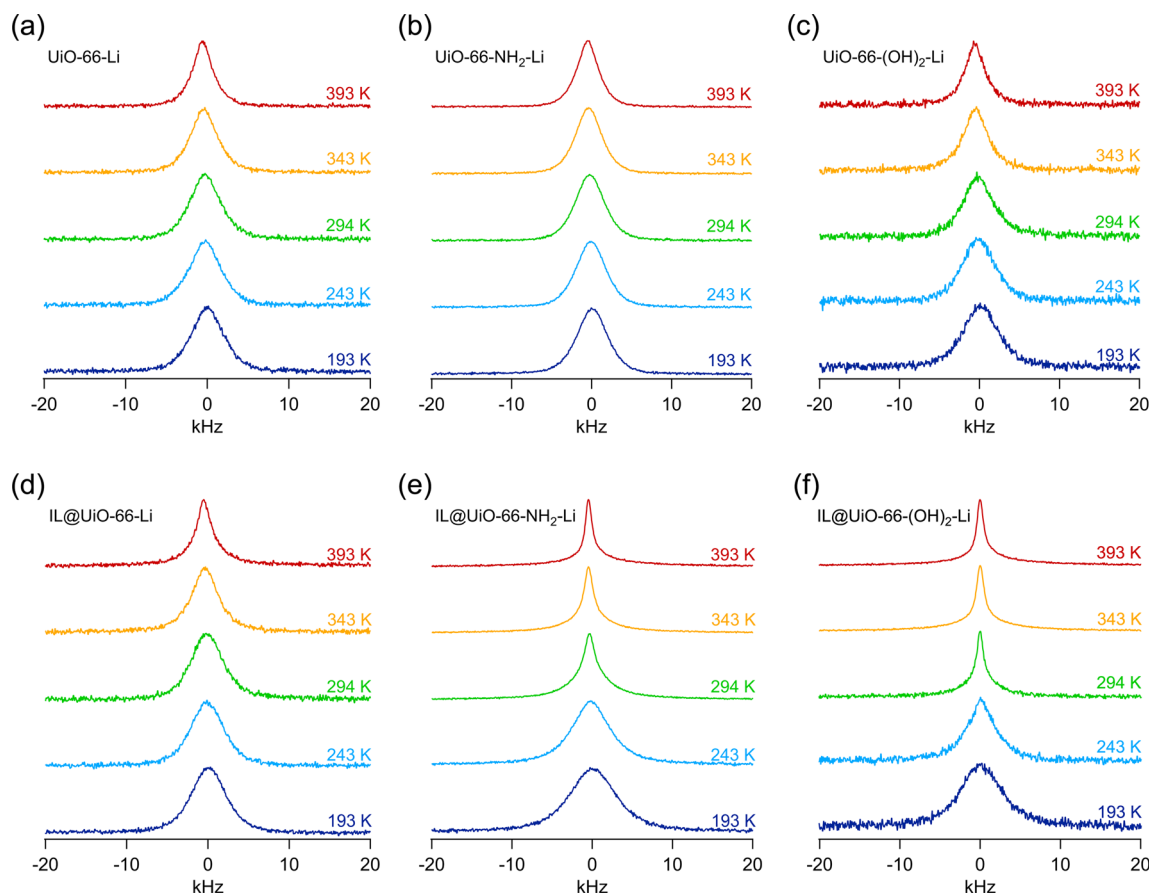 (a)
UiO-66-Li
393 K
343 K
294 K
243 K
193 K
-20 -10 0 10 20
kHz
(b)
UiO-66-NH₂-Li
393 K
343 K
294 K
243 K
193 K
-20 -10 0 10 20
kHz
(c)
UiO-66-(OH)₂-Li
393 K
343 K
294 K
243 K
193 K
-20 -10 0 10 20
kHz
(d)
IL@UiO-66-Li
393 K
343 K
294 K
243 K
193 K
-20 -10 0 10 20
kHz
(e)
IL@UiO-66-NH₂-Li
393 K
343 K
294 K
243 K
193 K
-20 -10 0 10 20
kHz
(f)
IL@UiO-66-(OH)₂-Li
393 K
343 K
294 K
243 K
193 K
-20 -10 0 10 20
kHz